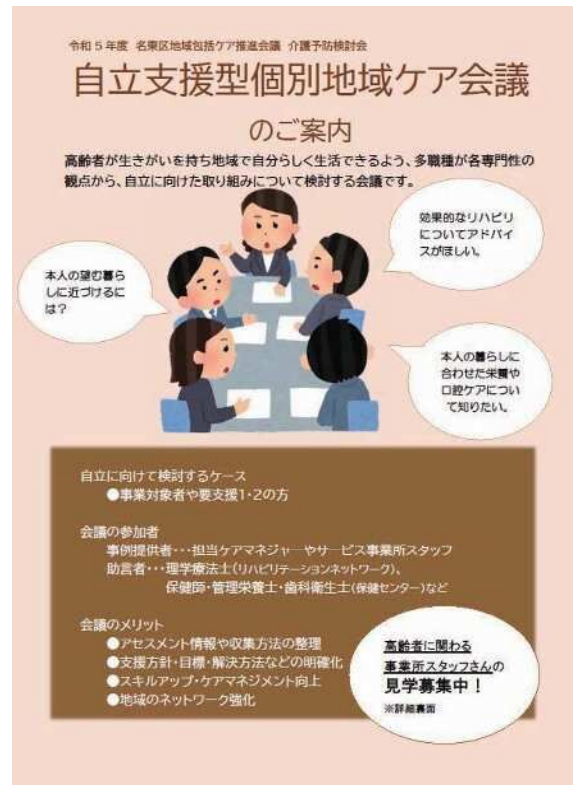 令和5年度 名東区地域包括ケア推進会議 介護予防検討会
自立支援型個別地域ケア会議
のご案内
高齢者が生きがいを持ち地域で自分らしく生活できるよう、多職種が各専門性の
観点から、自立に向けた取り組みについて検討する会議です。
効果的なリハビリ
についてアドバイ
スがほしい。
本人の望む暮ら
しに近づけるに
は？
本人の暮らしに
合わせた栄養や
口腔ケアについ
て知りたい。
自立に向けて検討するケース
●事業対象者や要支援1・2の方
会議の参加者
事例提供者・・・担当ケアマネジャーやサービス事業所スタッフ
助言者・・・理学療法士(リハビリテーションネットワーク)、
保健師・管理栄養士・歯科衛生士(保健センター)など
会議のメリット
●アセスメント情報や収集方法の整理
●支援方針・目標・解決方法などの明確化
●スキルアップ・ケアマネジメント向上
●地域のネットワーク強化
高齢者に関わる
事業所スタッフさんの
見学募集中！
※詳細裏面